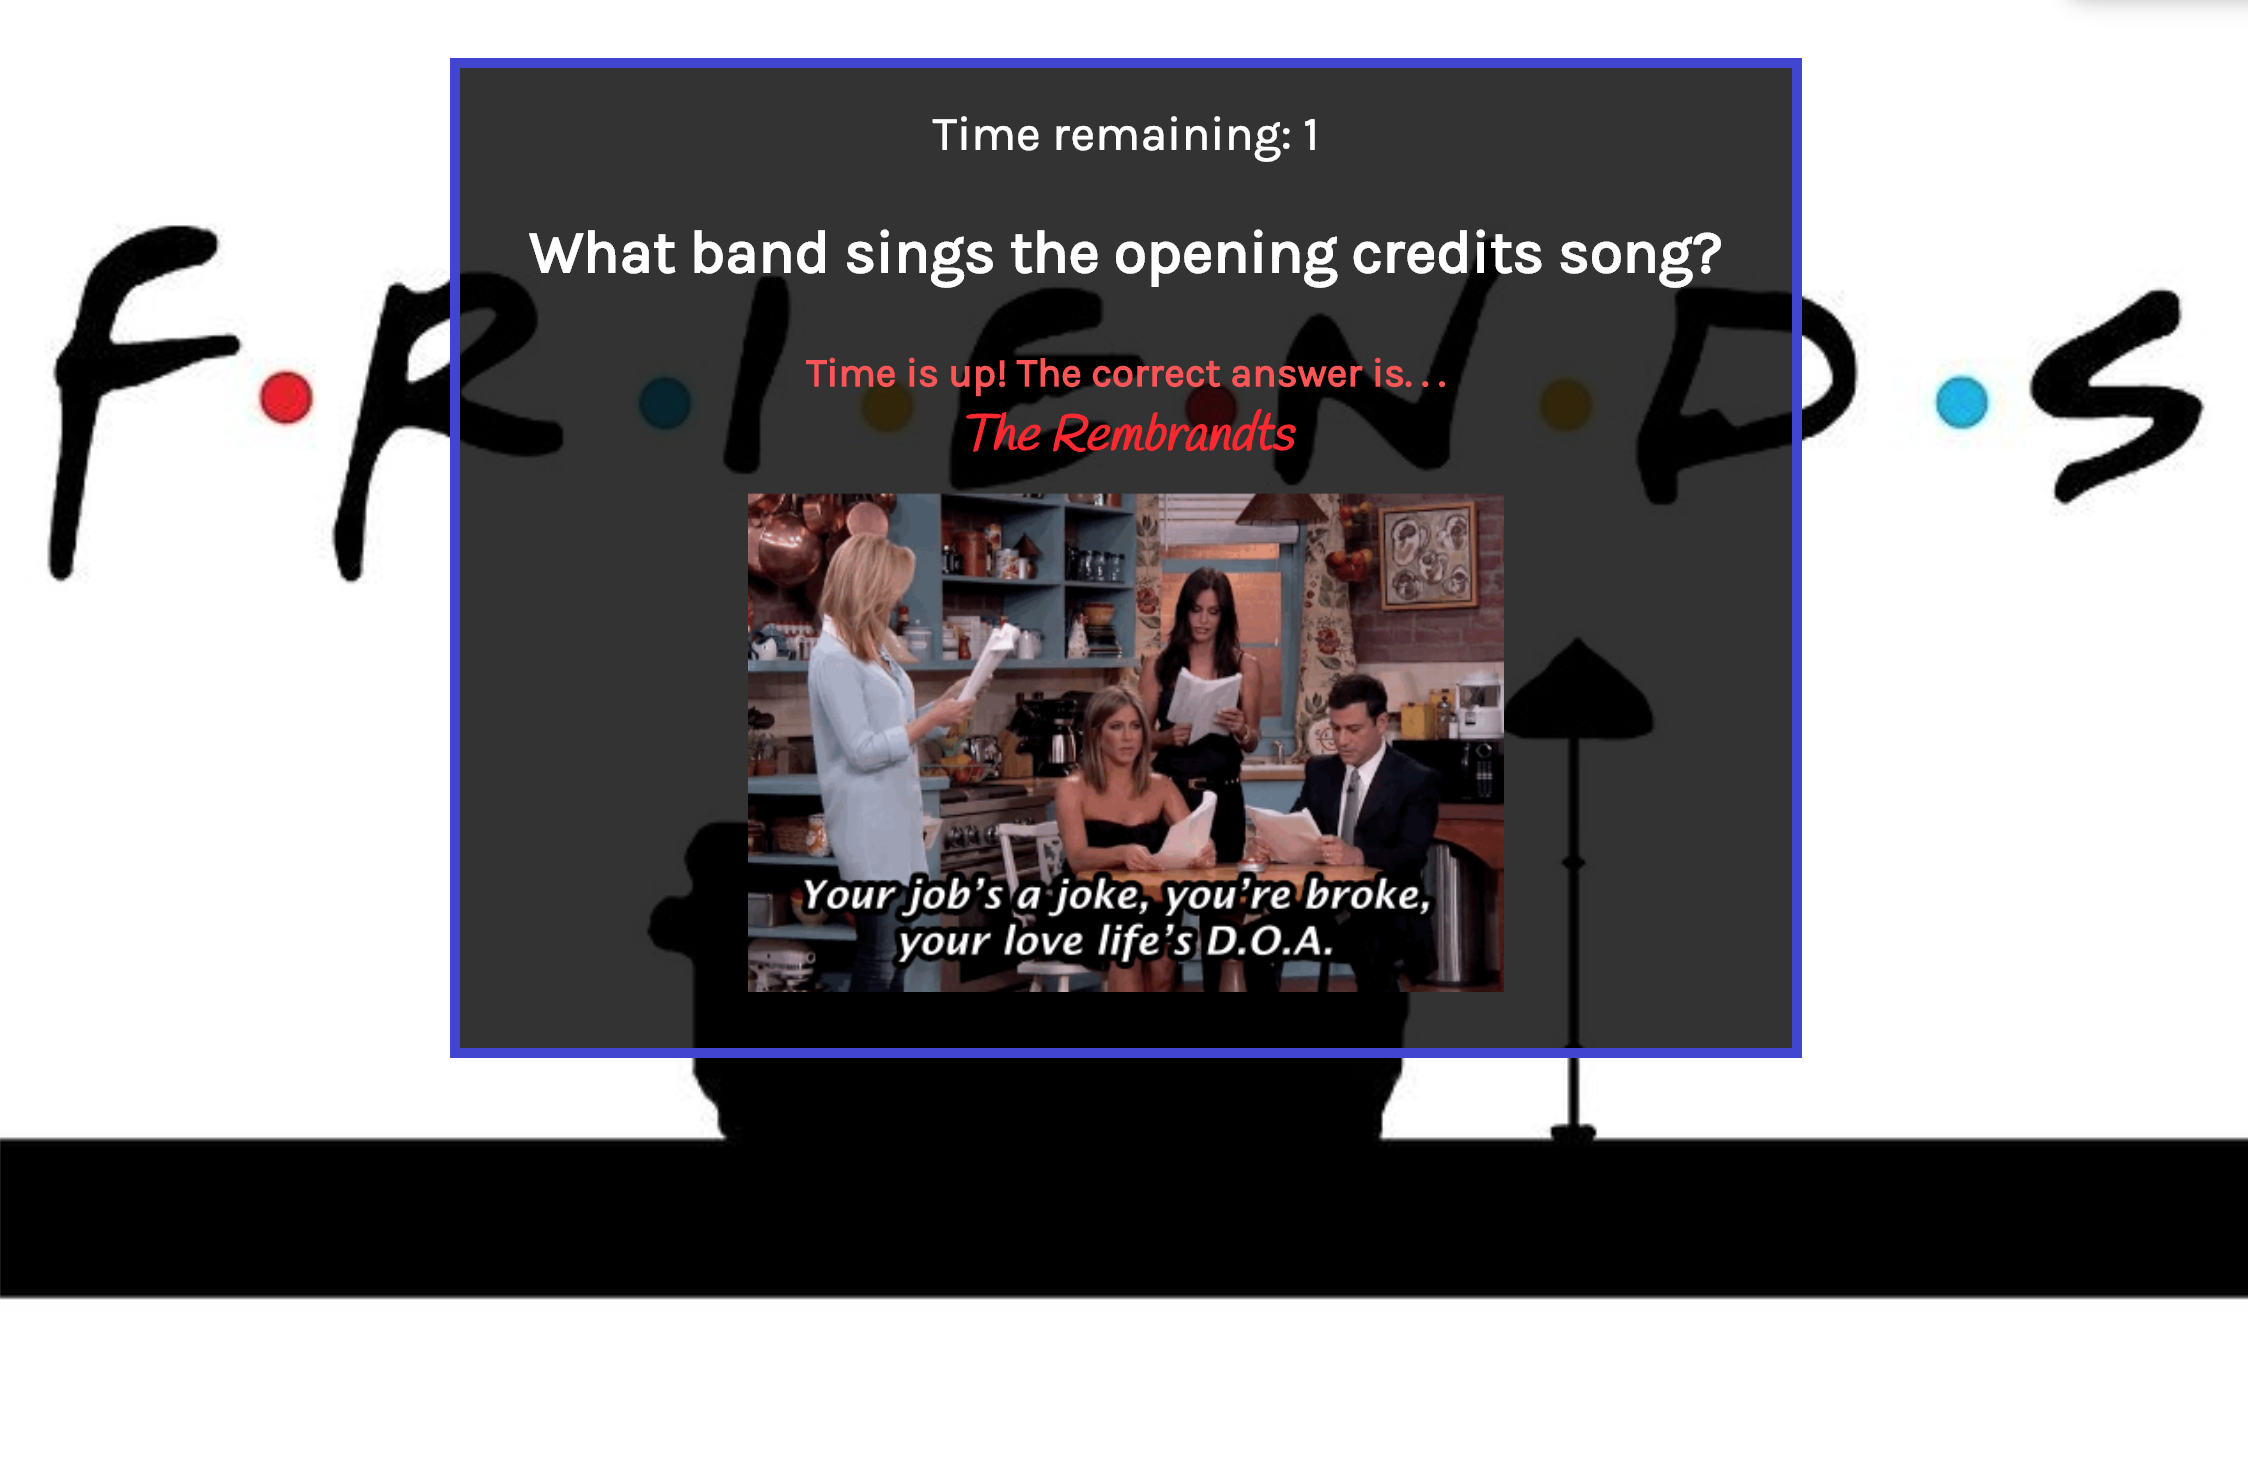 Time remaining: 1
What band sings the opening credits song?
F•R•I•E•N•D•S
Time is up! The correct answer is...
The Rembrandts
Your job's a joke, you're broke,
your love life's D.O.A.